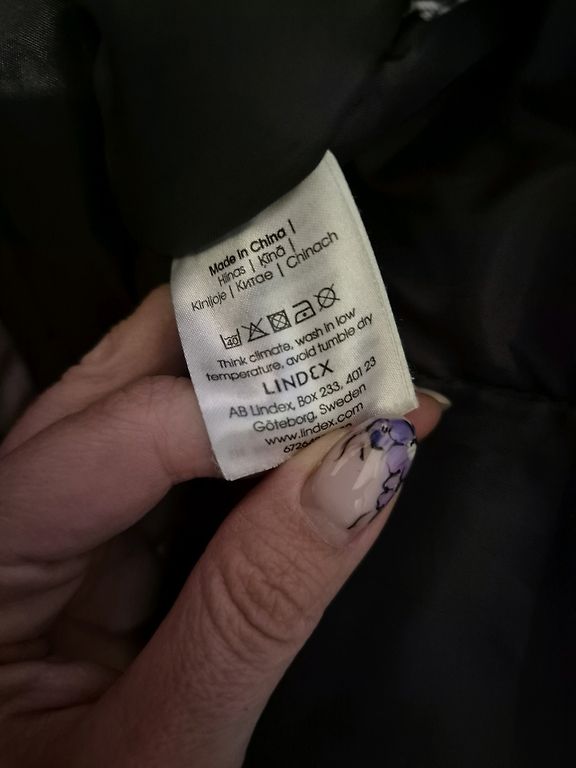 Made in China |
Hiinas | Ķīnā |
Kinijoje | Китае | Chinach
40
Think climate, wash in low
temperature, avoid tumble dry
LINDEX
AB Lindex, Box 233, 401 23
Göteborg, Sweden
www.lindex.com